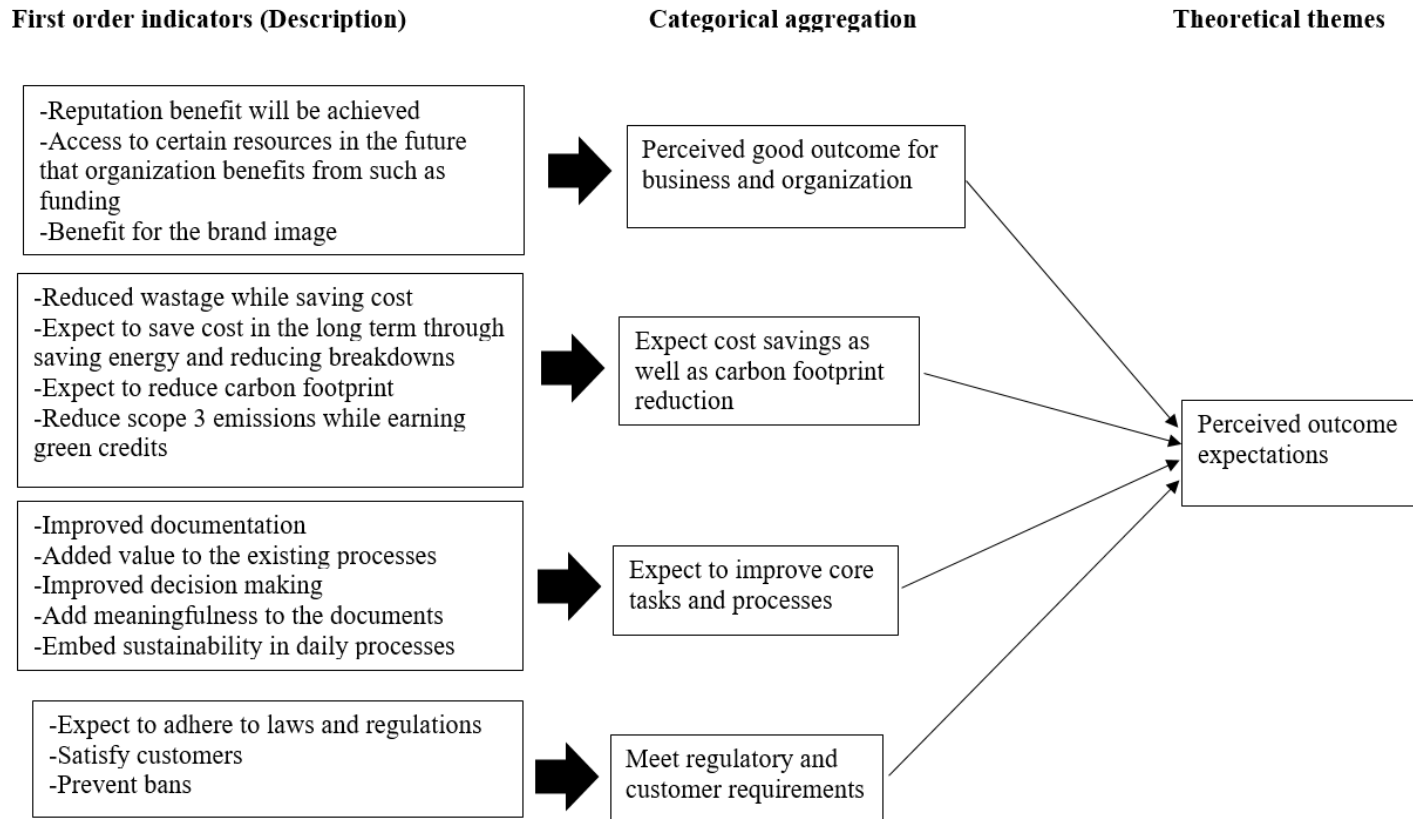 First order indicators (Description)
Categorical aggregation
Theoretical themes
-Reputation benefit will be achieved
-Access to certain resources in the future
that organization benefits from such as
funding
-Benefit for the brand image
Perceived good outcome for
business and organization
-Reduced wastage while saving cost
-Expect to save cost in the long term through
saving energy and reducing breakdowns
-Expect to reduce carbon footprint
-Reduce scope 3 emissions while earning
green credits
Expect cost savings as
well as carbon footprint
reduction
-Improved documentation
-Added value to the existing processes
-Improved decision making
-Add meaningfulness to the documents
-Embed sustainability in daily processes
Expect to improve core
tasks and processes
-Expect to adhere to laws and regulations
-Satisfy customers
-Prevent bans
Meet regulatory and
customer requirements
Perceived outcome
expectations